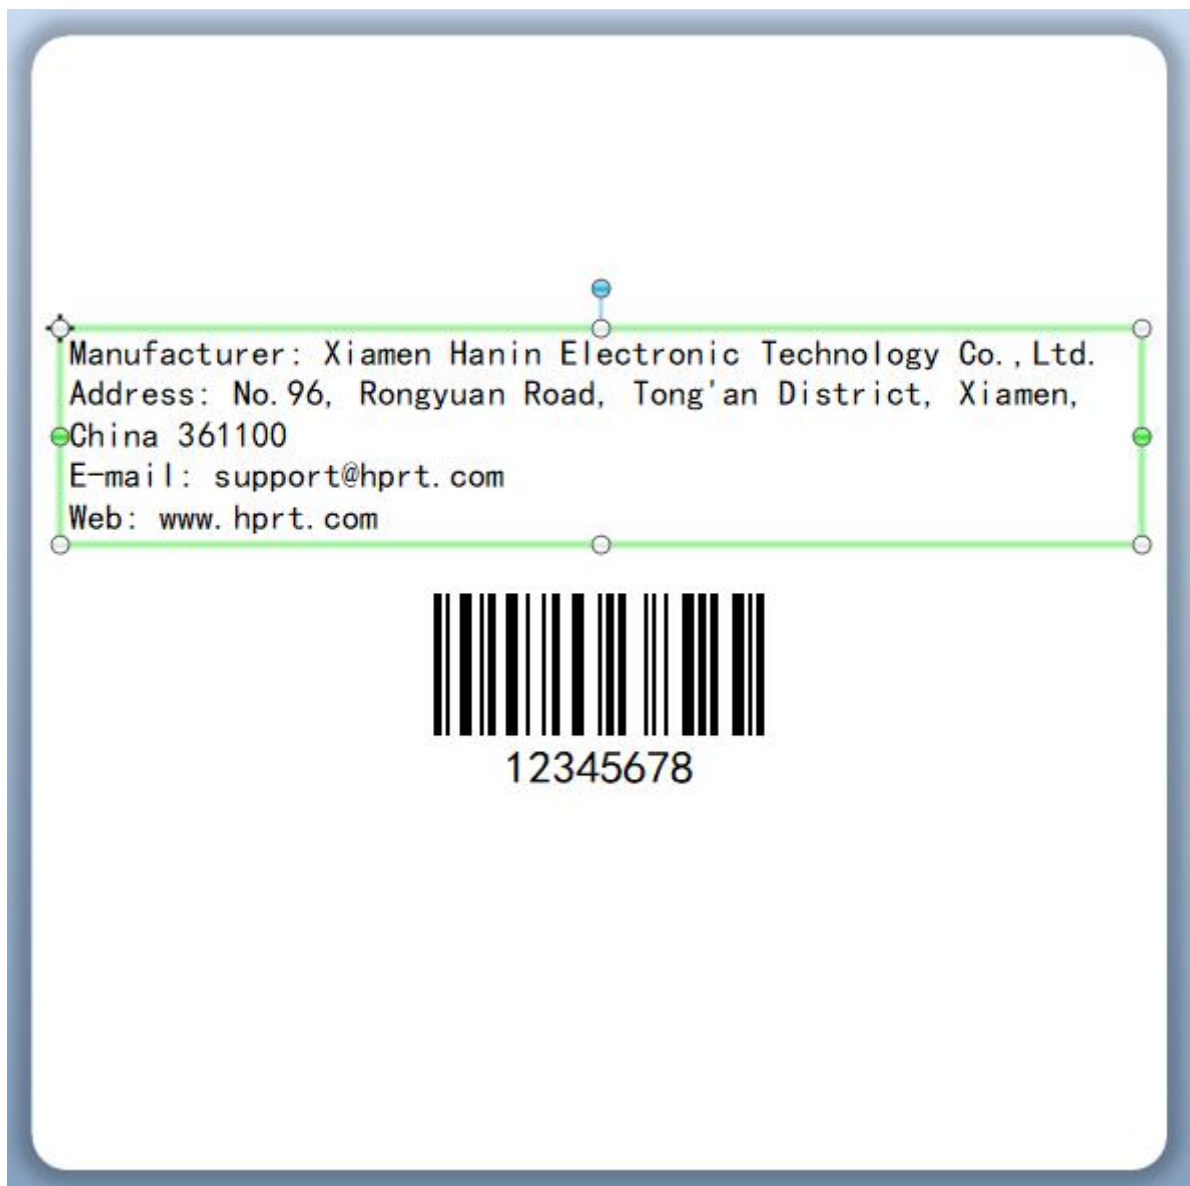 Manufacturer: Xiamen Hanin Electronic Technology Co.,Ltd.
Address: No.96, Rongyuan Road, Tong'an District, Xiamen,
China 361100
E-mail: support@hprt.com
Web: www.hprt.com
12345678